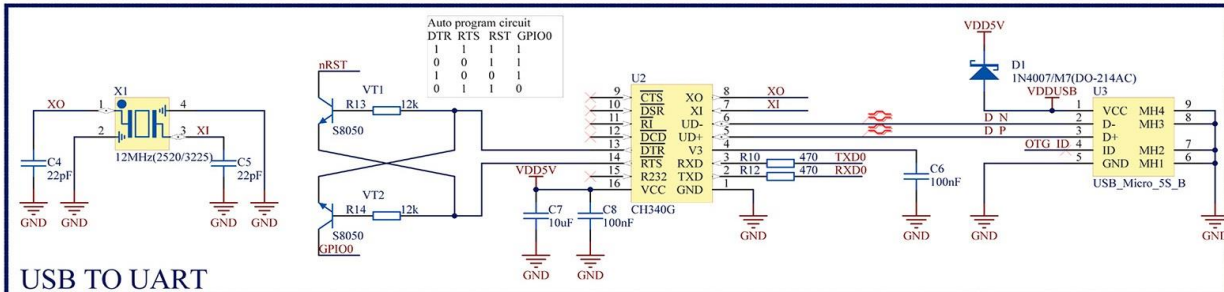 Auto program circuit
DTR RTS RST GPIO0
1 1 1 1
0 0 1 1
1 0 0 1
0 1 1 0
nRST
VT1
R13 12k
S8050
VT2
R14 12k
S8050
GPIO0
X1
XO 1 4
2 3 XI
12MHz(2520/3225)
C4
22pF
C5
22pF
GND GND GND GND
U2
9 CTS XO 8 XO
10 DSR XI 7 XI
11 RI UD- 6 D_N
12 DCD UD+ 5 D_P
13 DTR V3 4
14 RTS RXD 3 R10 470 TXD0
15 R232 TXD 2 R12 470 RXD0
16 VCC GND 1
CH340G
VDD5V
C7
10uF
C8
100nF
GND GND
GND
C6
100nF
GND
VDD5V
D1
1N4007/M7(DO-214AC)
VDDUSB
U3
1 VCC MH4 9
2 D- MH3 8
3 D+
OTG_ID 4 ID MH2 7
5 GND MH1 6
USB_Micro_5S_B
GND
GND
USB TO UART